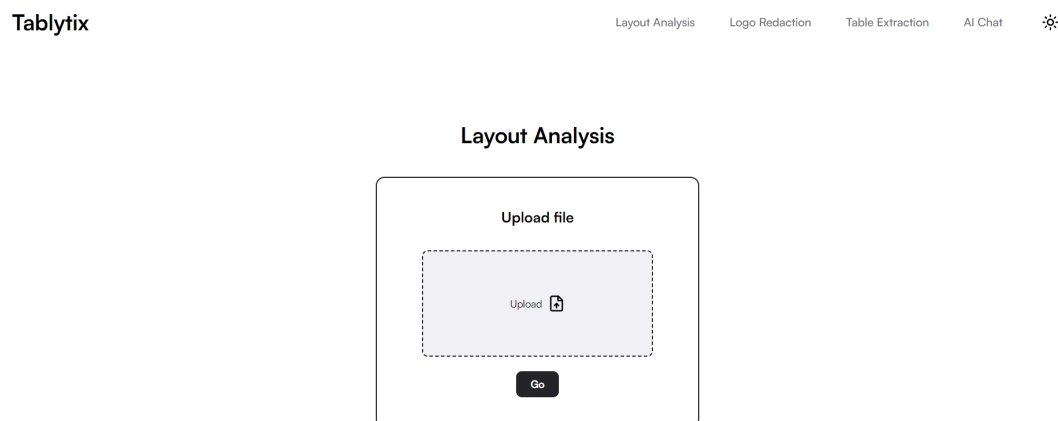 Tablytix
Layout Analysis Logo Redaction Table Extraction AI Chat
Layout Analysis
Upload file
Upload
Go